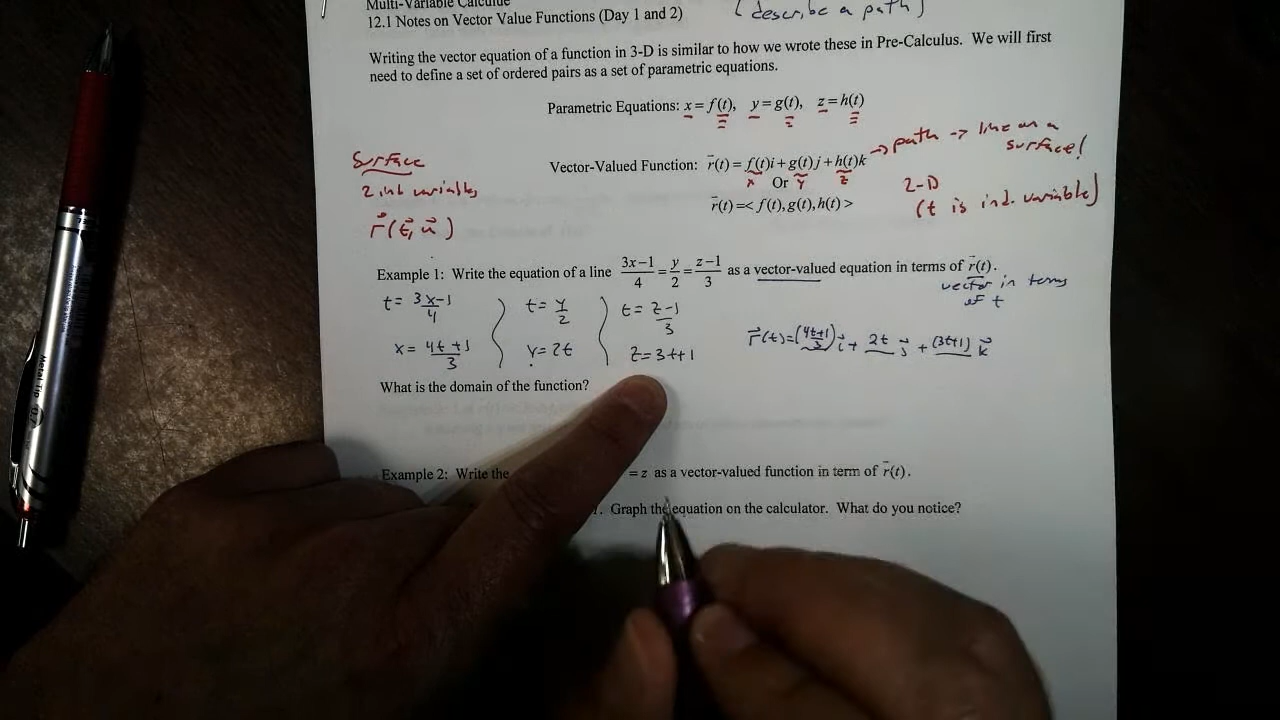 Multi-Variable Calculus
12.1 Notes on Vector Value Functions (Day 1 and 2) (describe a path)
Writing the vector equation of a function in 3-D is similar to how we wrote these in Pre-Calculus. We will first
need to define a set of ordered pairs as a set of parametric equations.
Parametric Equations: x = f(t), y = g(t), z = h(t)
Surface
2 ind variables
r⃗(t⃗, u⃗)
Vector-Valued Function: r⃗(t) = f(t)i + g(t)j + h(t)k → path → line on a
surface!
x Or y z
r⃗(t) = < f(t), g(t), h(t) >
2-D
(t is ind. variable)
Example 1: Write the equation of a line (3x−1)/4 = y/2 = (z−1)/3 as a vector-valued equation in terms of r⃗(t).
vector in terms
of t
t = (3x−1)/4 t = y/2 t = (z−1)/3
x = (4t+1)/3 y = 2t z = 3t+1
r⃗(t) = ((4t+1)/3) i⃗ + 2t j⃗ + (3t+1) k⃗
What is the domain of the function?
Example 2: Write the = z as a vector-valued function in term of r⃗(t).
Graph the equation on the calculator. What do you notice?
Metal Tip 0.7